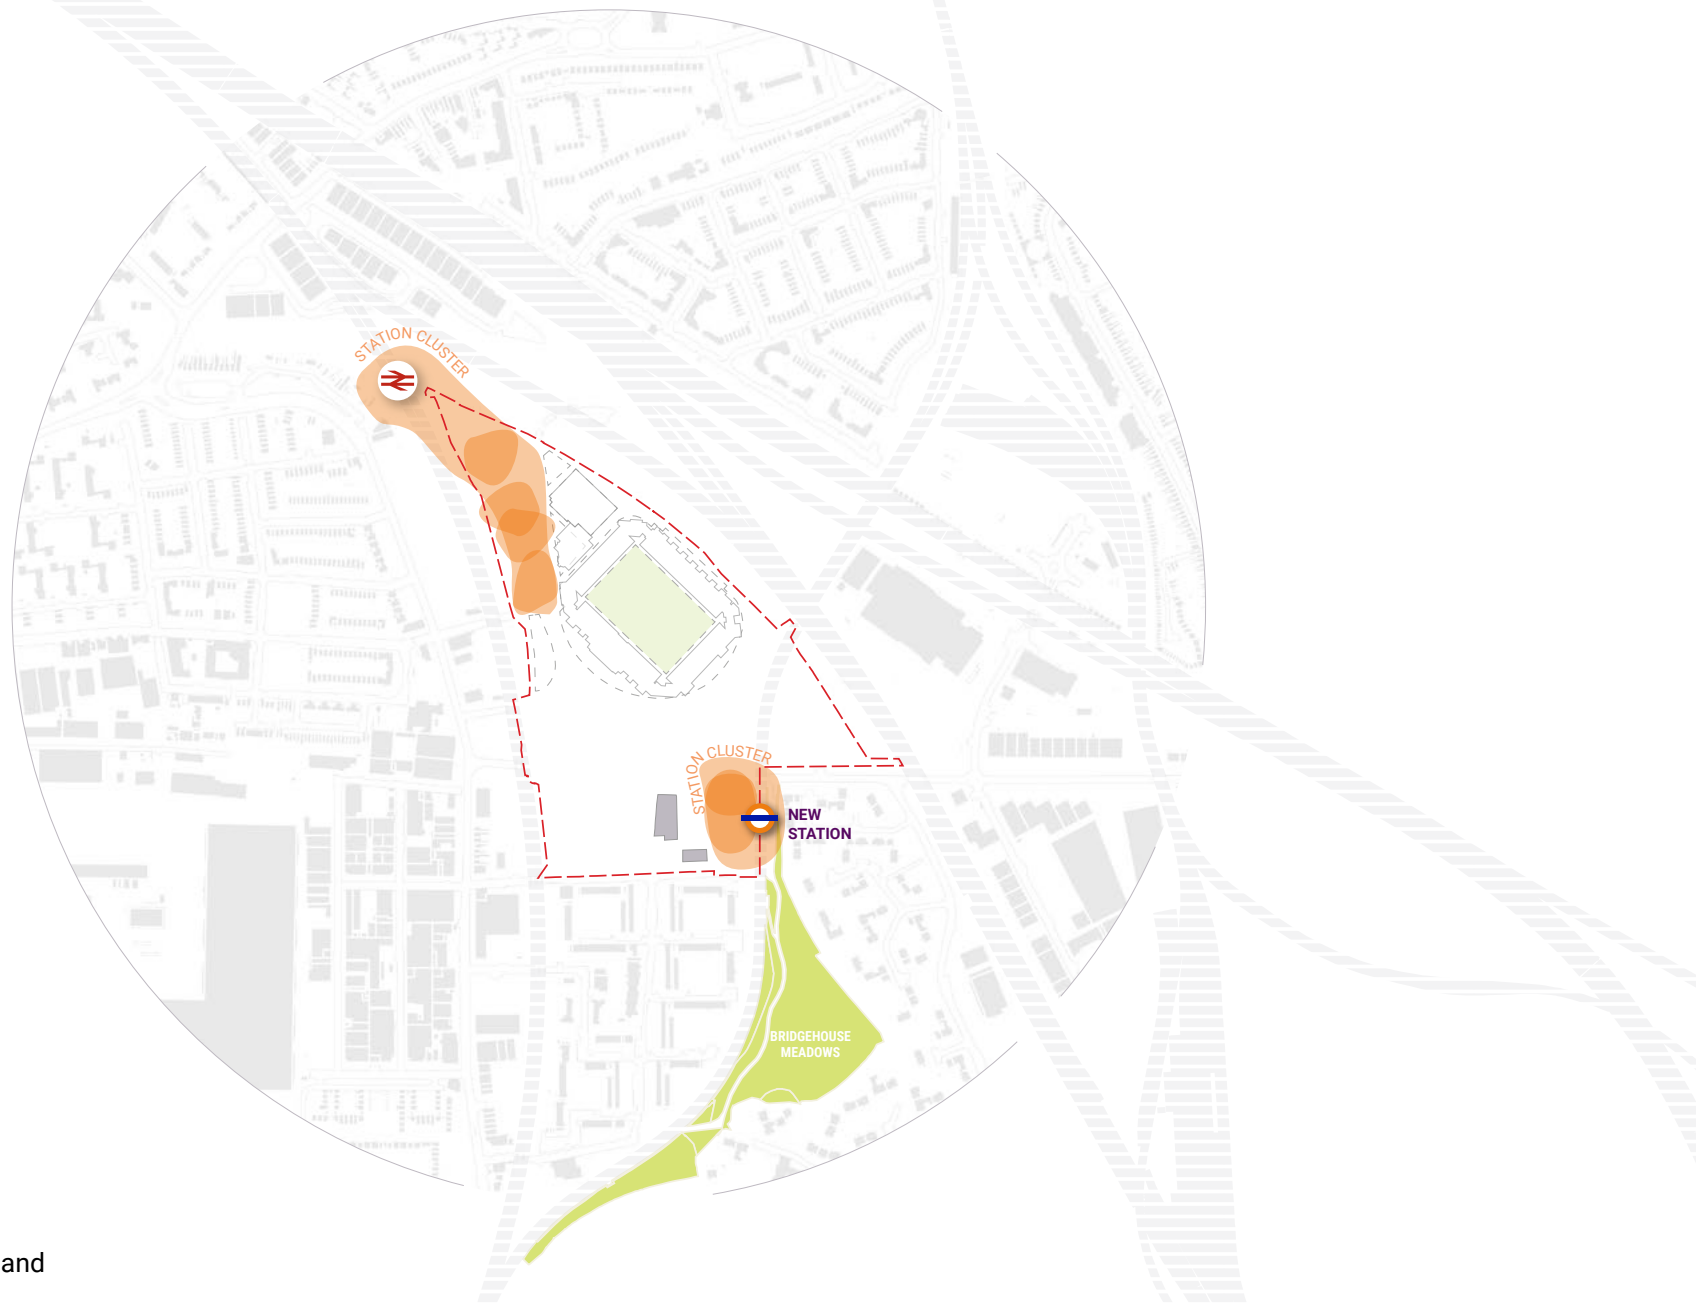 STATION CLUSTER
STATION CLUSTER
NEW
STATION
BRIDGEHOUSE
MEADOWS
and